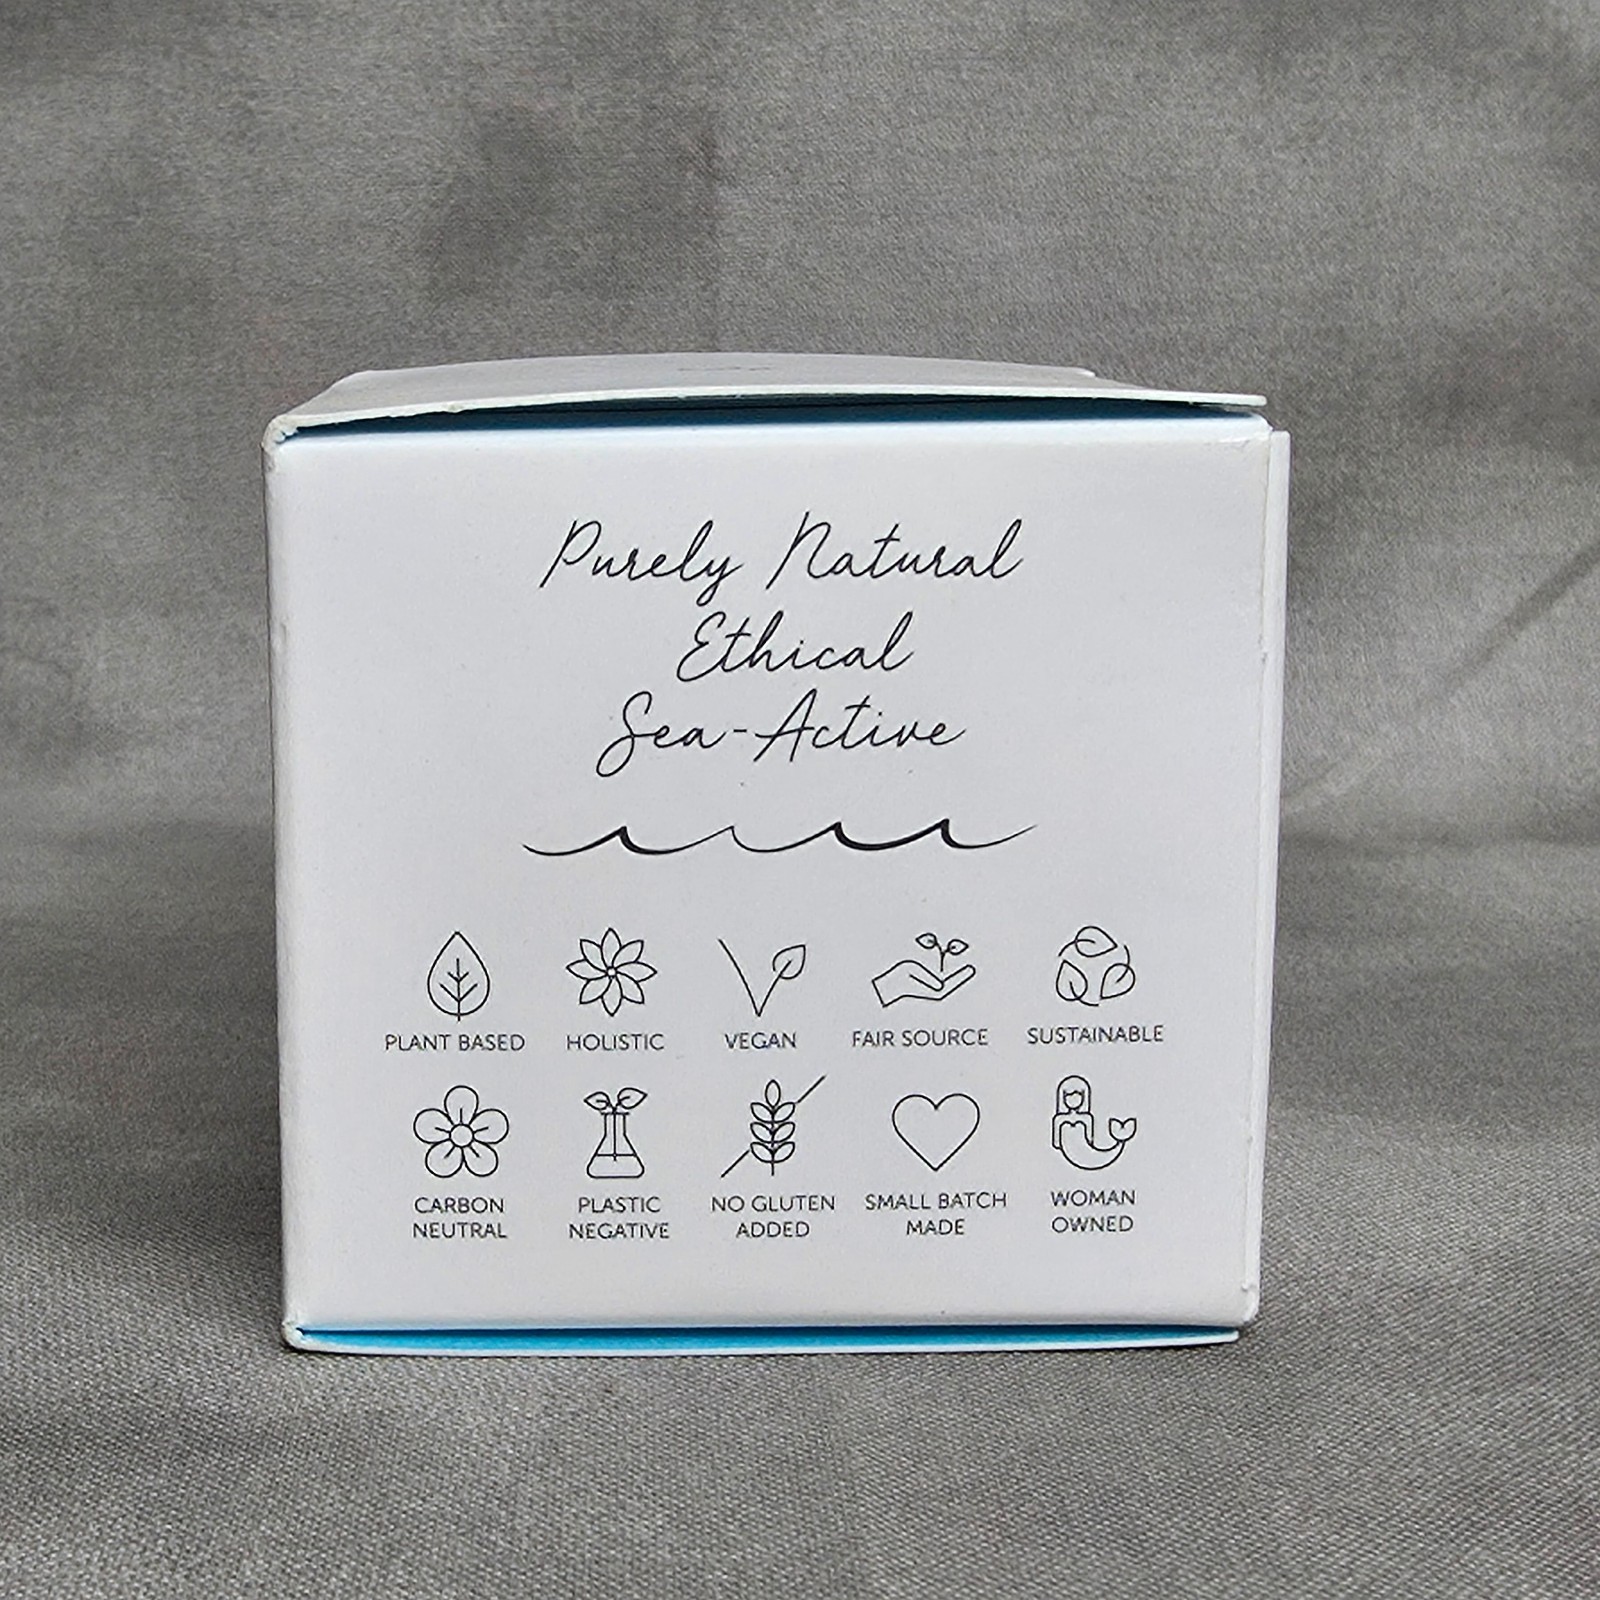 Purely Natural
Ethical
Sea-Active
PLANT BASED
HOLISTIC
VEGAN
FAIR SOURCE
SUSTAINABLE
CARBON
NEUTRAL
PLASTIC
NEGATIVE
NO GLUTEN
ADDED
SMALL BATCH
MADE
WOMAN
OWNED